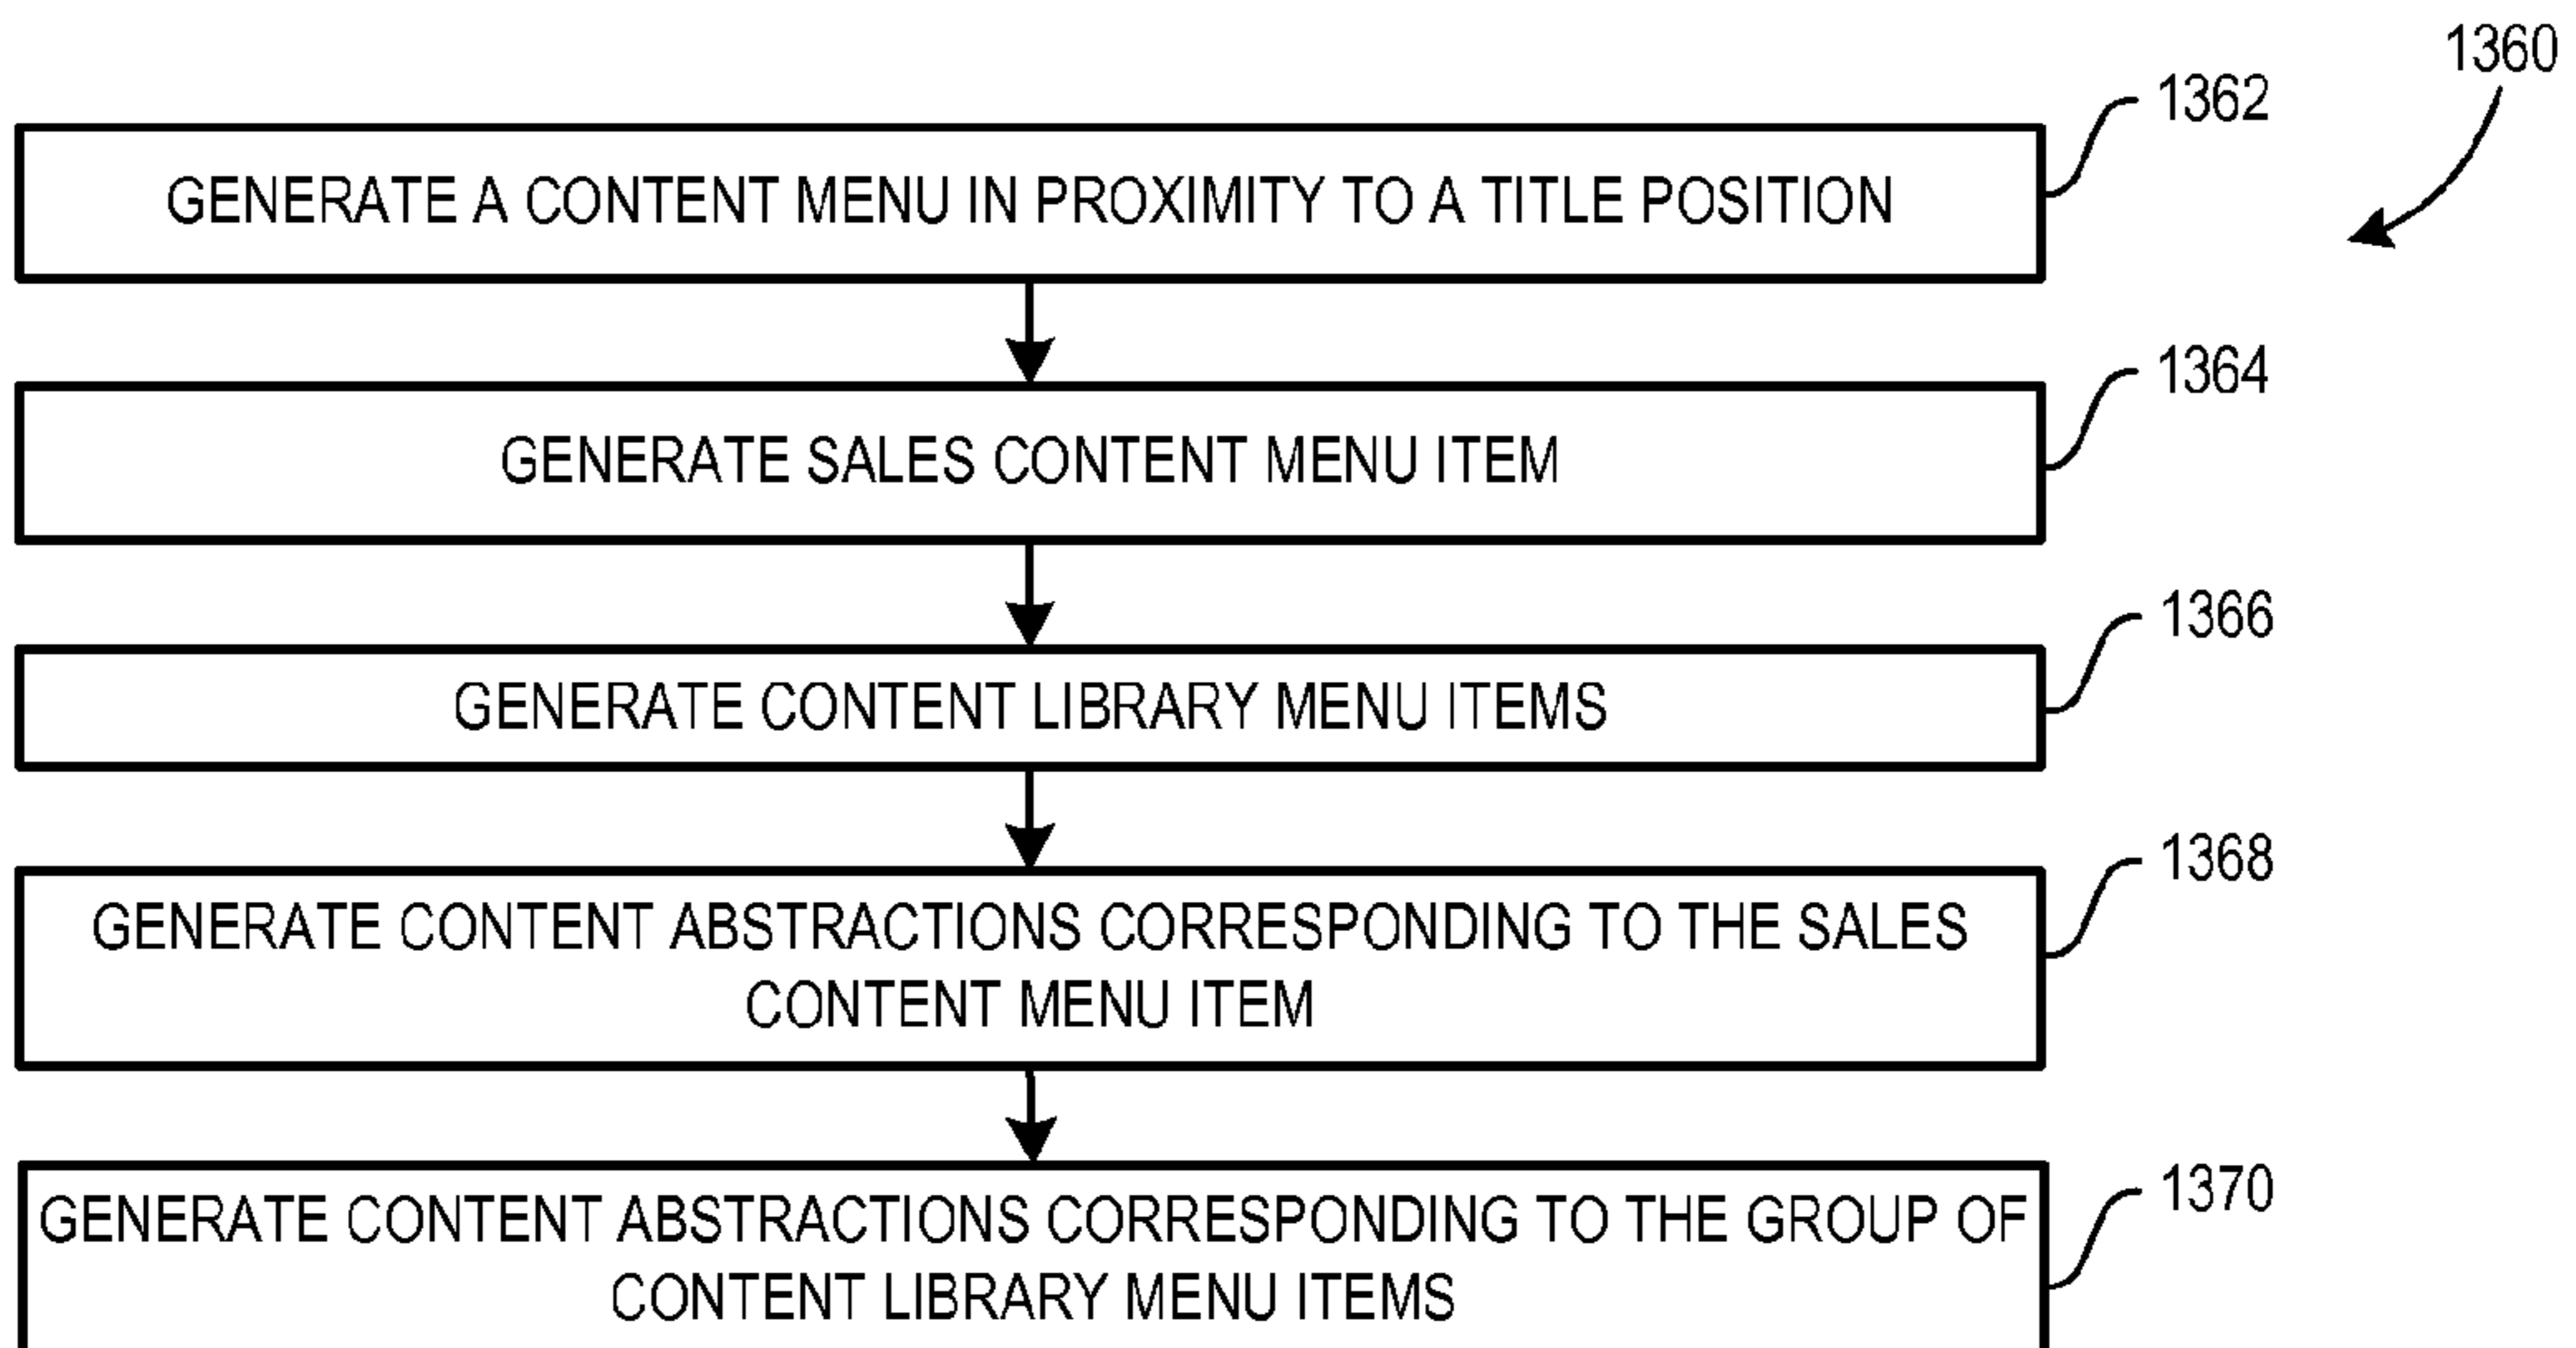 1360
1362
GENERATE A CONTENT MENU IN PROXIMITY TO A TITLE POSITION
1364
GENERATE SALES CONTENT MENU ITEM
1366
GENERATE CONTENT LIBRARY MENU ITEMS
1368
GENERATE CONTENT ABSTRACTIONS CORRESPONDING TO THE SALES
CONTENT MENU ITEM
1370
GENERATE CONTENT ABSTRACTIONS CORRESPONDING TO THE GROUP OF
CONTENT LIBRARY MENU ITEMS